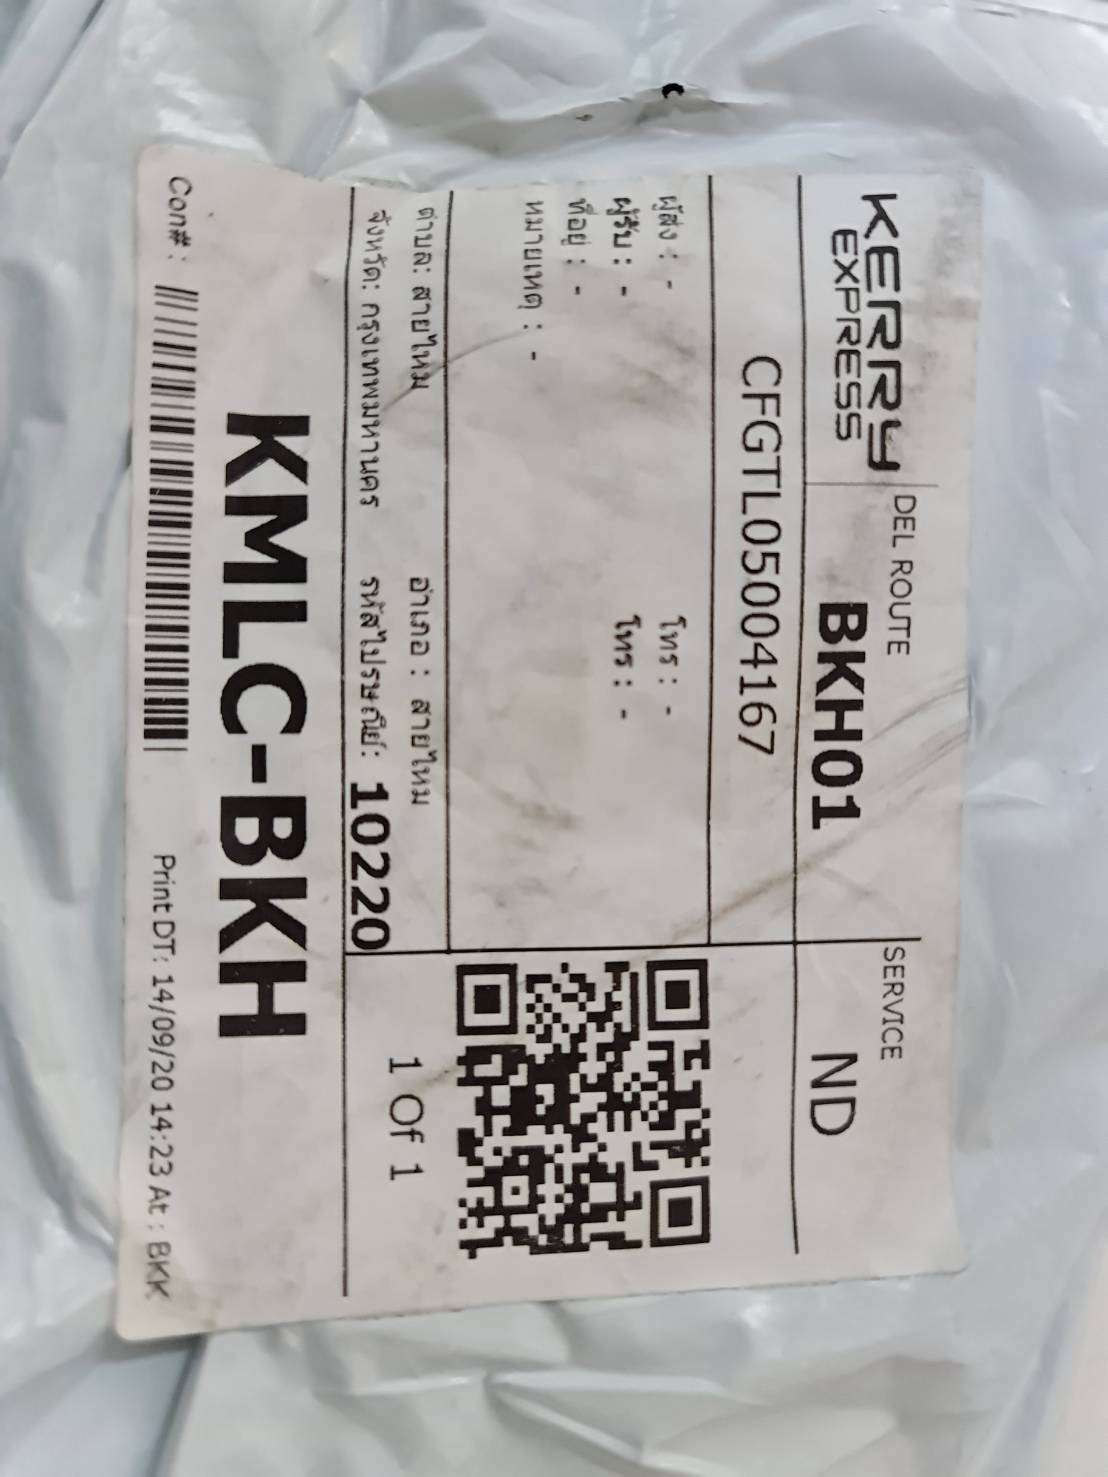 KERRY
EXPRESS
DEL ROUTE
BKH01
SERVICE
ND
CFGTL05004167
ผู้ส่ง : - โทร : -
ผู้รับ : - โทร : -
ที่อยู่ : -
หมายเหตุ : -
ตำบล: สายไหม อำเภอ : สายไหม
จังหวัด: กรุงเทพมหานคร รหัสไปรษณีย์: 10220
1 Of 1
KMLC-BKH
Con# :
Print DT: 14/09/20 14:23 At : BKK